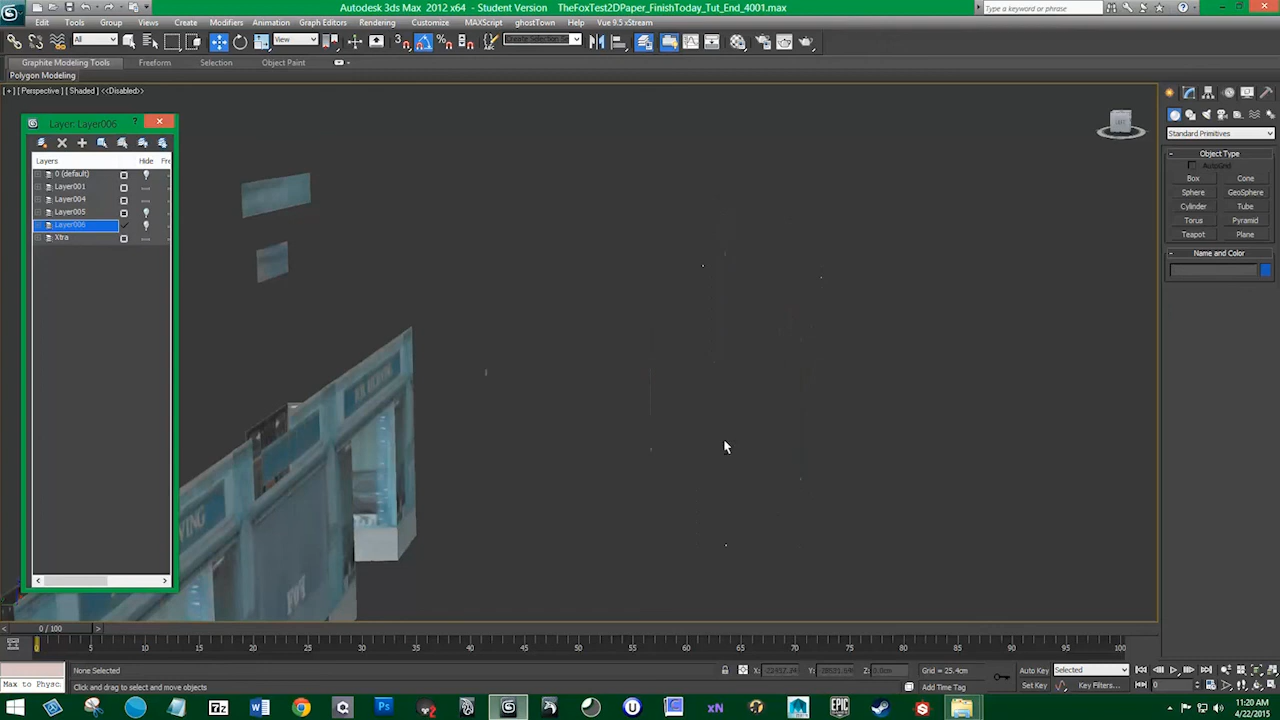 Autodesk 3ds Max 2012 x64 - Student Version TheFoxTest2DPaper_FinishToday_Tut_End_4001.max
Type a keyword or phrase
Edit Tools Group Views Create Modifiers Animation Graph Editors Rendering Customize MAXScript ghostTown Help Vue 9.5 xStream
All View
Graphite Modeling Tools Freeform Selection Object Paint
Polygon Modeling
[ + ] [ Perspective ] [ Shaded ] <<Disabled>>
Layer: Layer006 ?
Layers Hide Fre
0 (default)
Layer001
Layer004
Layer005
Layer006
Xtra
Standard Primitives
Object Type
AutoGrid
Box Cone
Sphere GeoSphere
Cylinder Tube
Torus Pyramid
Teapot Plane
Name and Color
0 / 100
0 5 10 15 20 25 30 35 40 45 50 55 60 65 70 75 80 85 90 95 100
None Selected X: Y: Z: 0.0cm Grid = 25.4cm Auto Key Selected
Max to Physc Click and drag to select and move objects Add Time Tag Set Key Key Filters... 0
11:20 AM
4/22/2015